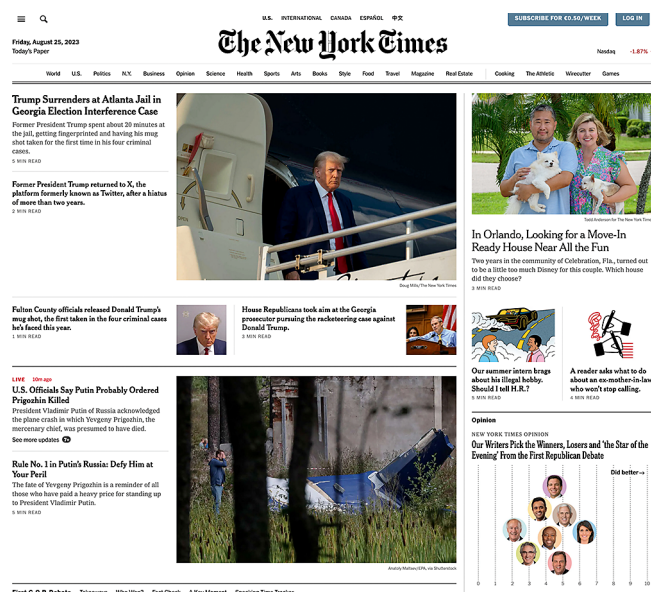 U.S. INTERNATIONAL CANADA ESPAÑOL 中文
SUBSCRIBE FOR €0.50/WEEK LOG IN
The New York Times
Friday, August 25, 2023
Today's Paper
Nasdaq -1.87%
World U.S. Politics N.Y. Business Opinion Science Health Sports Arts Books Style Food Travel Magazine Real Estate Cooking The Athletic Wirecutter Games
Trump Surrenders at Atlanta Jail in
Georgia Election Interference Case
Former President Trump spent about 20 minutes at
the jail, getting fingerprinted and having his mug
shot taken for the first time in his four criminal
cases.
5 MIN READ
Former President Trump returned to X, the
platform formerly known as Twitter, after a hiatus
of more than two years.
2 MIN READ
Doug Mills/The New York Times
Fulton County officials released Donald Trump's
mug shot, the first taken in the four criminal cases
he's faced this year.
1 MIN READ
House Republicans took aim at the Georgia
prosecutor pursuing the racketeering case against
Donald Trump.
3 MIN READ
LIVE 10m ago
U.S. Officials Say Putin Probably Ordered
Prigozhin Killed
President Vladimir Putin of Russia acknowledged
the plane crash in which Yevgeny Prigozhin, the
mercenary chief, was presumed to have died.
See more updates
Rule No. 1 in Putin's Russia: Defy Him at
Your Peril
The fate of Yevgeny Prigozhin is a reminder of all
those who have paid a heavy price for standing up
to President Vladimir Putin.
5 MIN READ
Anatoly Maltsev/EPA, via Shutterstock
Todd Anderson for The New York Time
In Orlando, Looking for a Move-In
Ready House Near All the Fun
Two years in the community of Celebration, Fla., turned out
to be a little too much Disney for this couple. Which house
did they choose?
3 MIN READ
Our summer intern brags
about his illegal hobby.
Should I tell H.R.?
5 MIN READ
A reader asks what to do
about an ex-mother-in-law
who won't stop calling.
4 MIN READ
Opinion
NEW YORK TIMES OPINION
Our Writers Pick the Winners, Losers and 'the Star of the
Evening' From the First Republican Debate
Did better→
0 1 2 3 4 5 6 7 8 9 10